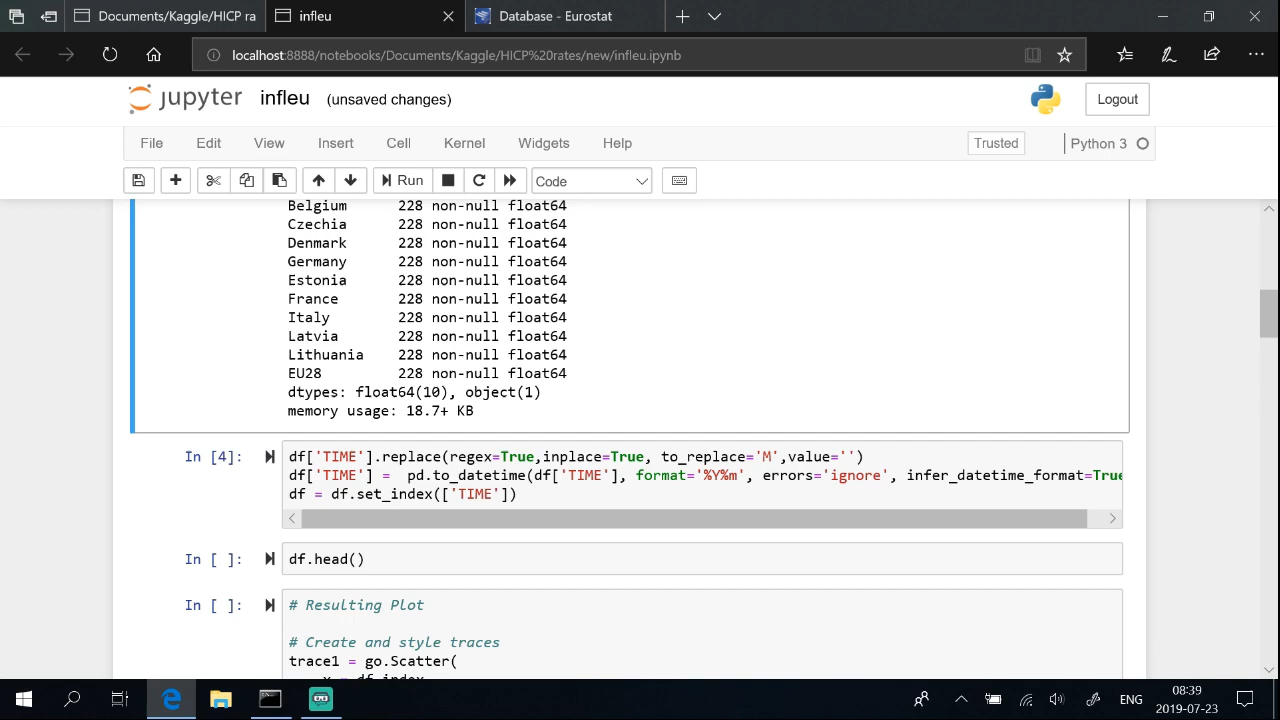 Documents/Kaggle/HICP ra
infleu
Database - Eurostat
localhost:8888/notebooks/Documents/Kaggle/HICP%20rates/new/infleu.ipynb
jupyter infleu (unsaved changes)
Logout
File Edit View Insert Cell Kernel Widgets Help
Trusted
Python 3
Run
Code
Belgium 228 non-null float64
Czechia 228 non-null float64
Denmark 228 non-null float64
Germany 228 non-null float64
Estonia 228 non-null float64
France 228 non-null float64
Italy 228 non-null float64
Latvia 228 non-null float64
Lithuania 228 non-null float64
EU28 228 non-null float64
dtypes: float64(10), object(1)
memory usage: 18.7+ KB
In [4]: df['TIME'].replace(regex=True,inplace=True, to_replace='M',value='')
df['TIME'] = pd.to_datetime(df['TIME'], format='%Y%m', errors='ignore', infer_datetime_format=True
df = df.set_index(['TIME'])
In [ ]: df.head()
In [ ]: # Resulting Plot
# Create and style traces
trace1 = go.Scatter(
x = df.index
ENG
08:39
2019-07-23